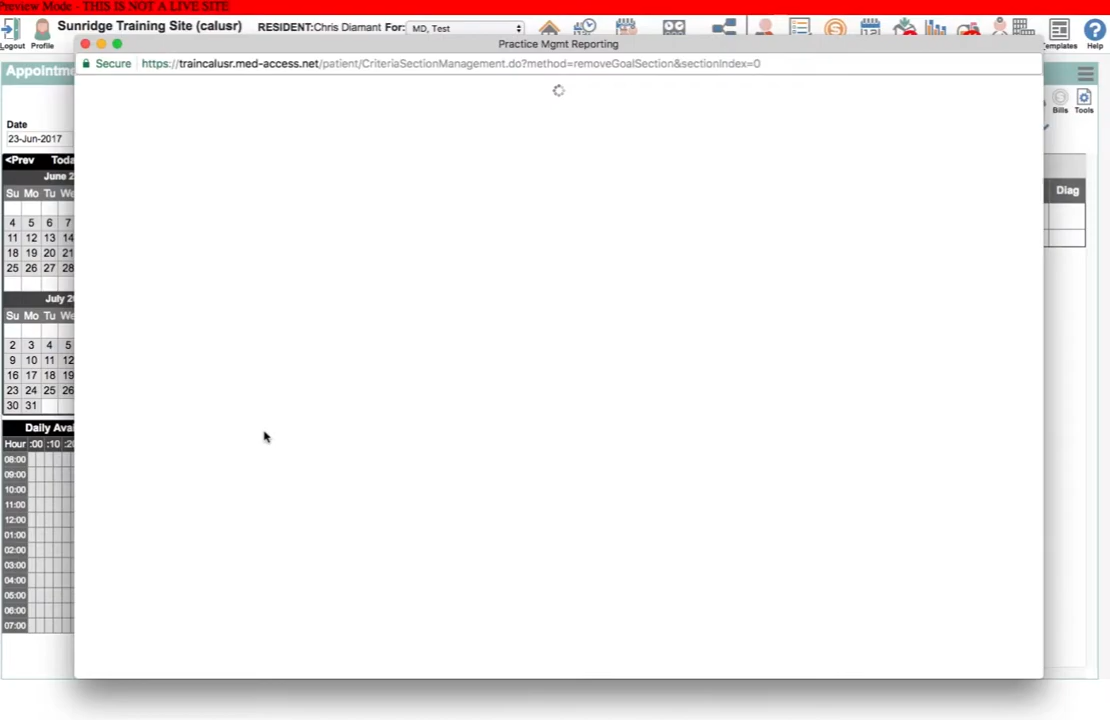 Preview Mode - THIS IS NOT A LIVE SITE
Sunridge Training Site (calusr) RESIDENT:Chris Diamant For: MD, Test
Logout Profile Templates Help
Practice Mgmt Reporting
Secure https://traincalusr.med-access.net/patient/CriteriaSectionManagement.do?method=removeGoalSection&sectionIndex=0
Appointme
Bills Tools
Date
23-Jun-2017
<Prev Toda
June 2
Diag
Su Mo Tu We
4 5 6 7
11 12 13 14
18 19 20 21
25 26 27 28
July 2
Su Mo Tu We
2 3 4 5
9 10 11 12
16 17 18 19
23 24 25 26
30 31
Daily Avai
Hour :00 :10 :20
08:00
09:00
10:00
11:00
12:00
01:00
02:00
03:00
04:00
05:00
06:00
07:00